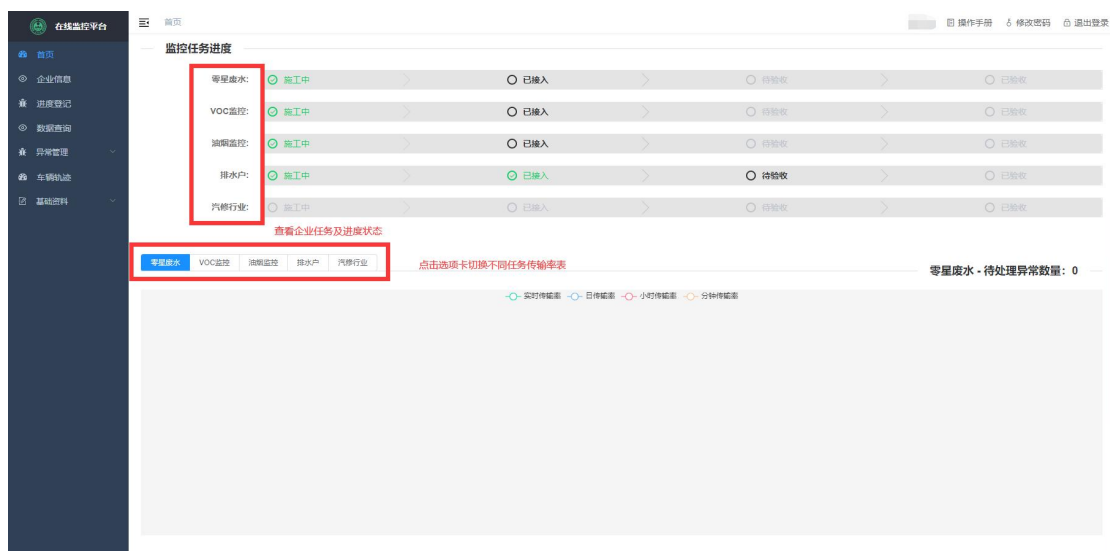 在线监控平台
首页
操作手册 修改密码 退出登录
首页
企业信息
进度登记
数据查询
异常管理
车辆轨迹
基础资料
监控任务进度
零星废水: 施工中 已接入 待验收 已验收
VOC监控: 施工中 已接入 待验收 已验收
油烟监控: 施工中 已接入 待验收 已验收
排水户: 施工中 已接入 待验收 已验收
汽修行业: 施工中 已接入 待验收 已验收
查看企业任务及进度状态
零星废水 VOC监控 油烟监控 排水户 汽修行业
点击选项卡切换不同任务传输率表
零星废水 - 待处理异常数量: 0
实时传输率 日传输率 小时传输率 分钟传输率